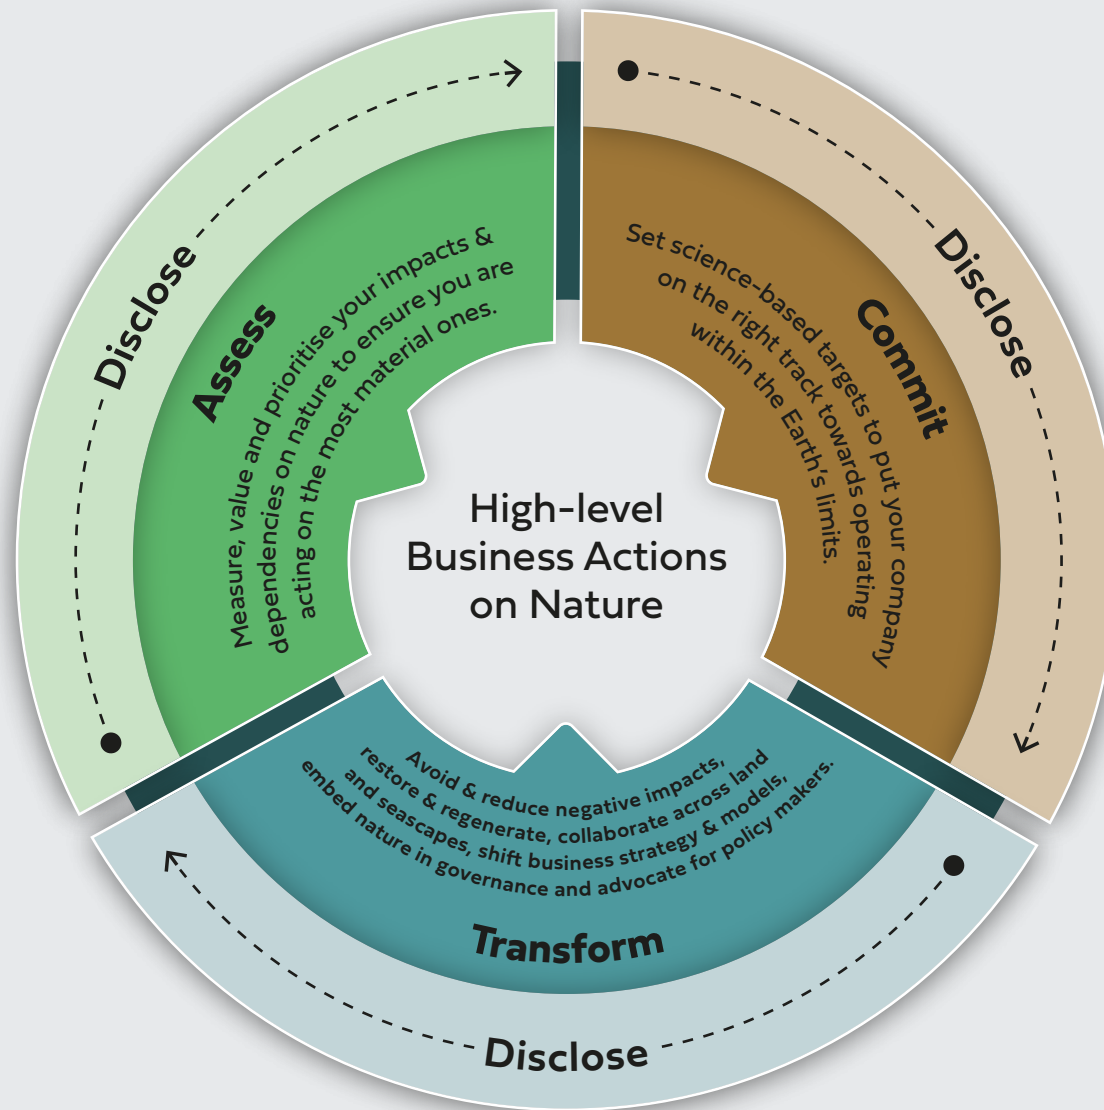 High-level
Business Actions
on Nature
Disclose
Assess
Measure, value and prioritise your impacts &
dependencies on nature to ensure you are
acting on the most material ones.
Disclose
Commit
Set science-based targets to put your company
on the right track towards operating
within the Earth's limits.
Avoid & reduce negative impacts,
restore & regenerate, collaborate across land
and seascapes, shift business strategy & models,
embed nature in governance and advocate for policy makers.
Transform
Disclose